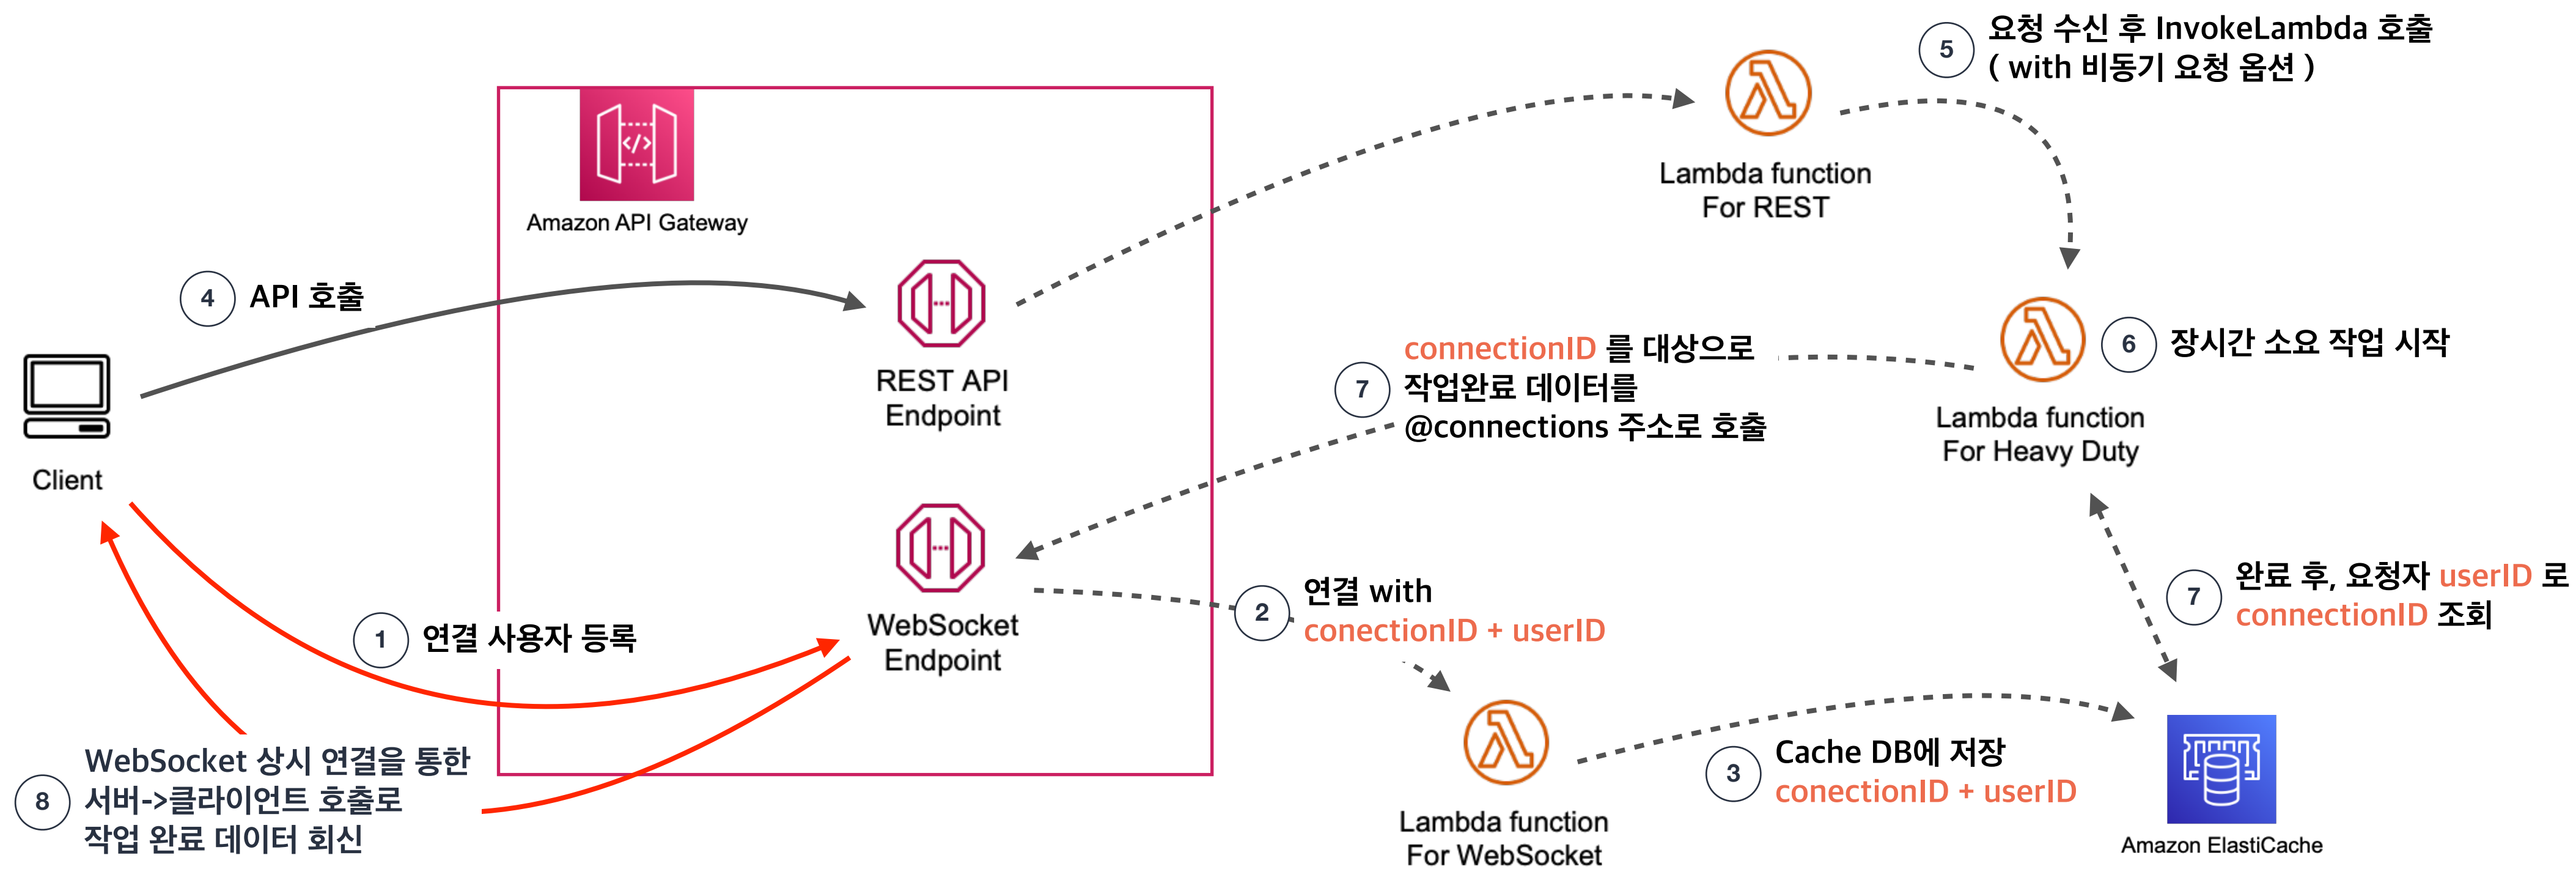 5
요청 수신 후 InvokeLambda 호출
( with 비동기 요청 옵션 )
Amazon API Gateway
Lambda function
For REST
4
API 호출
REST API
Endpoint
connectionID 를 대상으로
7
작업완료 데이터를
@connections 주소로 호출
6
장시간 소요 작업 시작
Lambda function
For Heavy Duty
Client
1
연결 사용자 등록
WebSocket
Endpoint
2
연결 with
conectionID + userID
7
완료 후, 요청자 userID 로
connectionID 조회
8
WebSocket 상시 연결을 통한
서버->클라이언트 호출로
작업 완료 데이터 회신
Lambda function
For WebSocket
3
Cache DB에 저장
conectionID + userID
Amazon ElastiCache